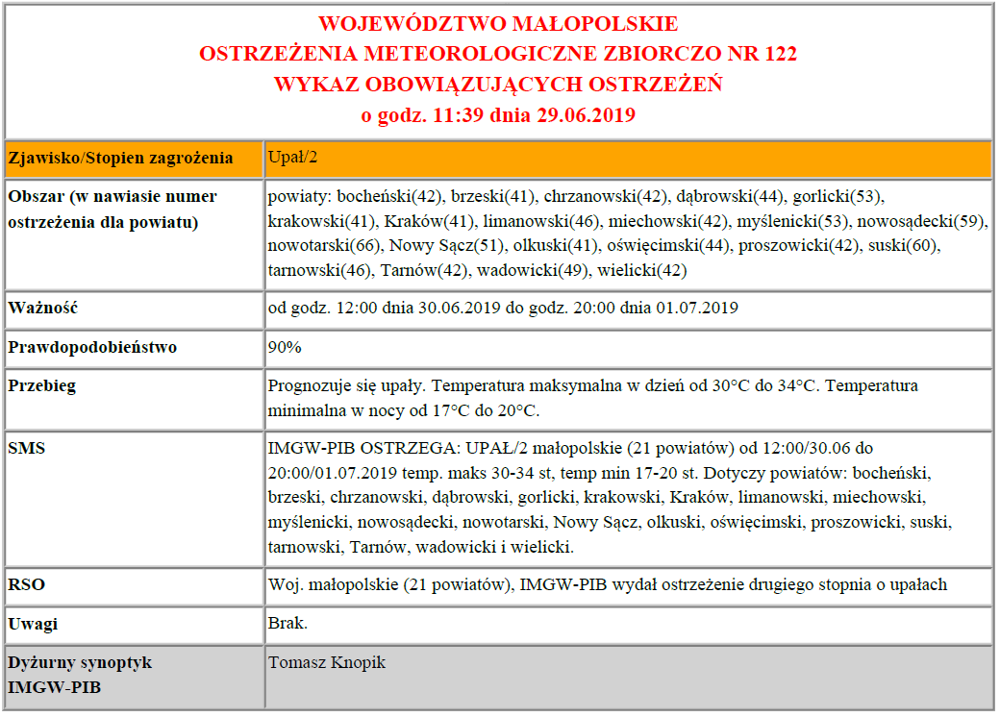 WOJEWÓDZTWO MAŁOPOLSKIE
OSTRZEŻENIA METEOROLOGICZNE ZBIORCZO NR 122
WYKAZ OBOWIĄZUJĄCYCH OSTRZEŻEŃ
o godz. 11:39 dnia 29.06.2019
Zjawisko/Stopien zagrożenia
Upał/2
Obszar (w nawiasie numer
ostrzeżenia dla powiatu)
powiaty: bocheński(42), brzeski(41), chrzanowski(42), dąbrowski(44), gorlicki(53),
krakowski(41), Kraków(41), limanowski(46), miechowski(42), myślenicki(53), nowosądecki(59),
nowotarski(66), Nowy Sącz(51), olkuski(41), oświęcimski(44), proszowicki(42), suski(60),
tarnowski(46), Tarnów(42), wadowicki(49), wielicki(42)
Ważność
od godz. 12:00 dnia 30.06.2019 do godz. 20:00 dnia 01.07.2019
Prawdopodobieństwo
90%
Przebieg
Prognozuje się upały. Temperatura maksymalna w dzień od 30°C do 34°C. Temperatura
minimalna w nocy od 17°C do 20°C.
SMS
IMGW-PIB OSTRZEGA: UPAŁ/2 małopolskie (21 powiatów) od 12:00/30.06 do
20:00/01.07.2019 temp. maks 30-34 st, temp min 17-20 st. Dotyczy powiatów: bocheński,
brzeski, chrzanowski, dąbrowski, gorlicki, krakowski, Kraków, limanowski, miechowski,
myślenicki, nowosądecki, nowotarski, Nowy Sącz, olkuski, oświęcimski, proszowicki, suski,
tarnowski, Tarnów, wadowicki i wielicki.
RSO
Woj. małopolskie (21 powiatów), IMGW-PIB wydał ostrzeżenie drugiego stopnia o upałach
Uwagi
Brak.
Dyżurny synoptyk
IMGW-PIB
Tomasz Knopik